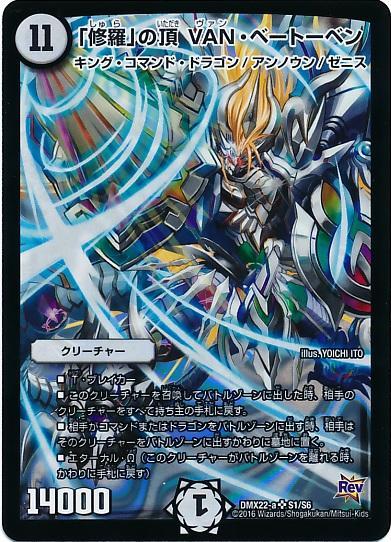 11
しゅら いただき ヴァン
「修羅」の頂 VAN・ベートーベン
キング・コマンド・ドラゴン / アンノウン / ゼニス
クリーチャー
illus. YOICHI ITO
■T・ブレイカー
■このクリーチャーを召喚してバトルゾーンに出した時、相手の
クリーチャーをすべて持ち主の手札に戻す。
■相手がコマンドまたはドラゴンをバトルゾーンに出す時、相手は
そのクリーチャーをバトルゾーンに出すかわりに墓地に置く。
■エターナル・Ω（このクリーチャーがバトルゾーンを離れる時、
かわりに手札に戻す）
Rev
14000
1
DMX22-a S1/S6
©2016 Wizards/Shogakukan/Mitsui-Kids